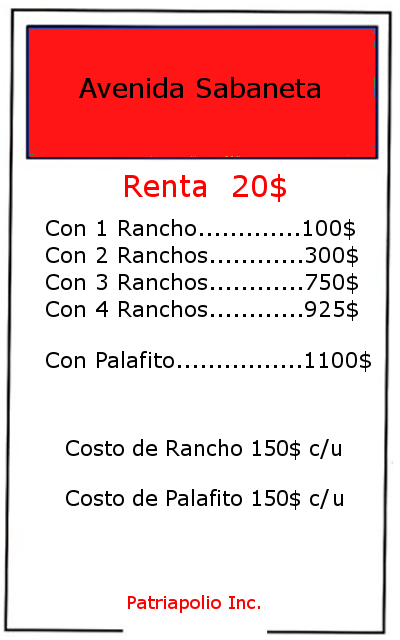 Avenida Sabaneta
Renta 20$
Con 1 Rancho.............100$
Con 2 Ranchos............300$
Con 3 Ranchos............750$
Con 4 Ranchos............925$
Con Palafito................1100$
Costo de Rancho 150$ c/u
Costo de Palafito 150$ c/u
Patriapolio Inc.